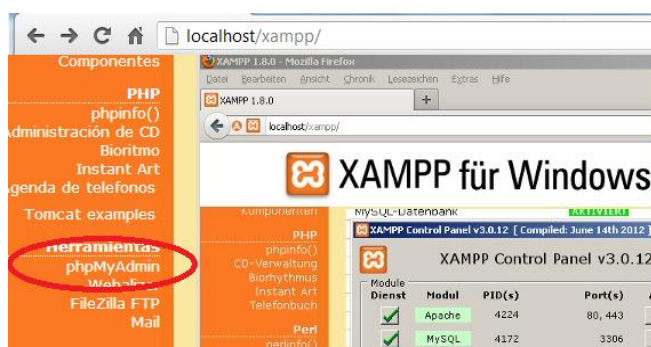 localhost/xampp/
Componentes
PHP
phpinfo()
Administración de CD
Bioritmo
Instant Art
Agenda de telefonos
Tomcat examples
Herramientas
phpMyAdmin
Webalizer
FileZilla FTP
Mail
XAMPP 1.8.0 - Mozilla Firefox
Datei Bearbeiten Ansicht Chronik Lesezeichen Extras Hilfe
XAMPP 1.8.0
localhost/xampp/
XAMPP für Windows
Komponenten
PHP
phpinfo()
CD-Verwaltung
Biorhythmus
Instant Art
Telefonbuch
Perl
perlinfo()
MySQL-Datenbank AKTIVIERT
XAMPP Control Panel v3.0.12 [ Compiled: June 14th 2012 ]
XAMPP Control Panel v3.0.12
Module
Dienst Modul PID(s) Port(s)
Apache 4224 80, 443
MySQL 4172 3306